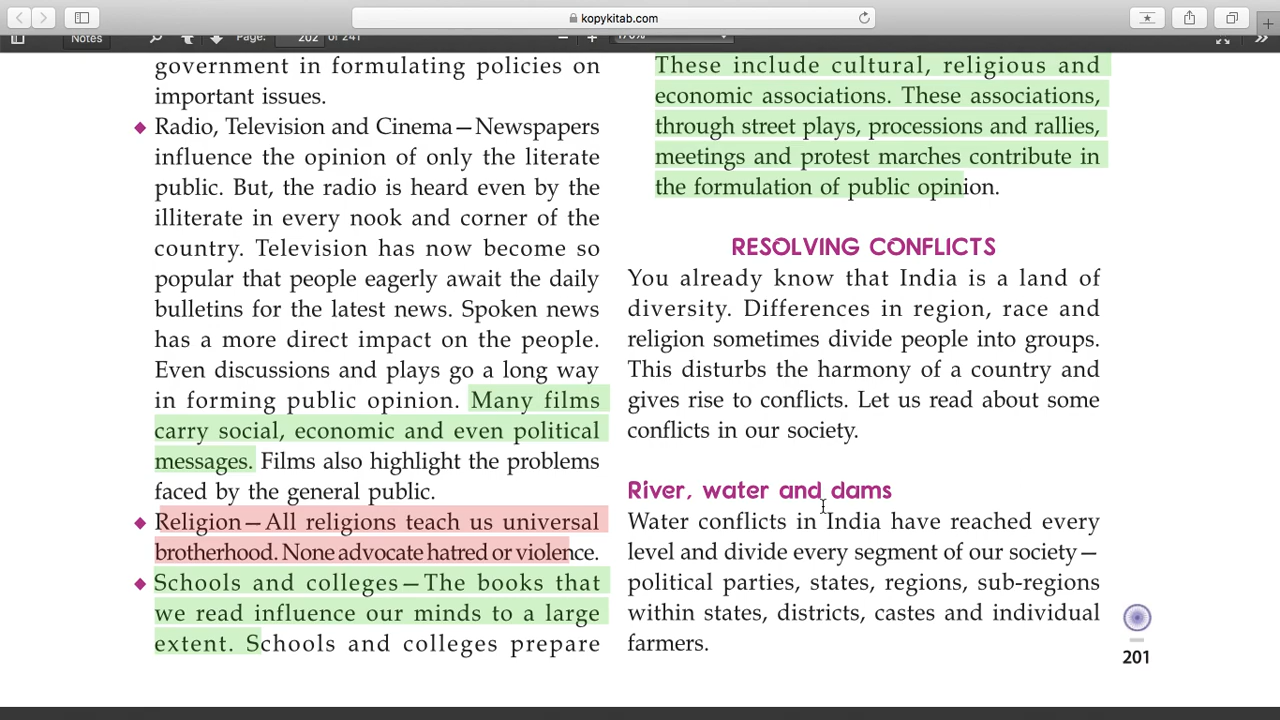 kopykitab.com
Notes
Page:
202 of 241
government in formulating policies on
important issues.
Radio, Television and Cinema—Newspapers
influence the opinion of only the literate
public. But, the radio is heard even by the
illiterate in every nook and corner of the
country. Television has now become so
popular that people eagerly await the daily
bulletins for the latest news. Spoken news
has a more direct impact on the people.
Even discussions and plays go a long way
in forming public opinion. Many films
carry social, economic and even political
messages. Films also highlight the problems
faced by the general public.
Religion—All religions teach us universal
brotherhood. None advocate hatred or violence.
Schools and colleges—The books that
we read influence our minds to a large
extent. Schools and colleges prepare
These include cultural, religious and
economic associations. These associations,
through street plays, processions and rallies,
meetings and protest marches contribute in
the formulation of public opinion.
RESOLVING CONFLICTS
You already know that India is a land of
diversity. Differences in region, race and
religion sometimes divide people into groups.
This disturbs the harmony of a country and
gives rise to conflicts. Let us read about some
conflicts in our society.
River, water and dams
Water conflicts in India have reached every
level and divide every segment of our society—
political parties, states, regions, sub-regions
within states, districts, castes and individual
farmers.
201